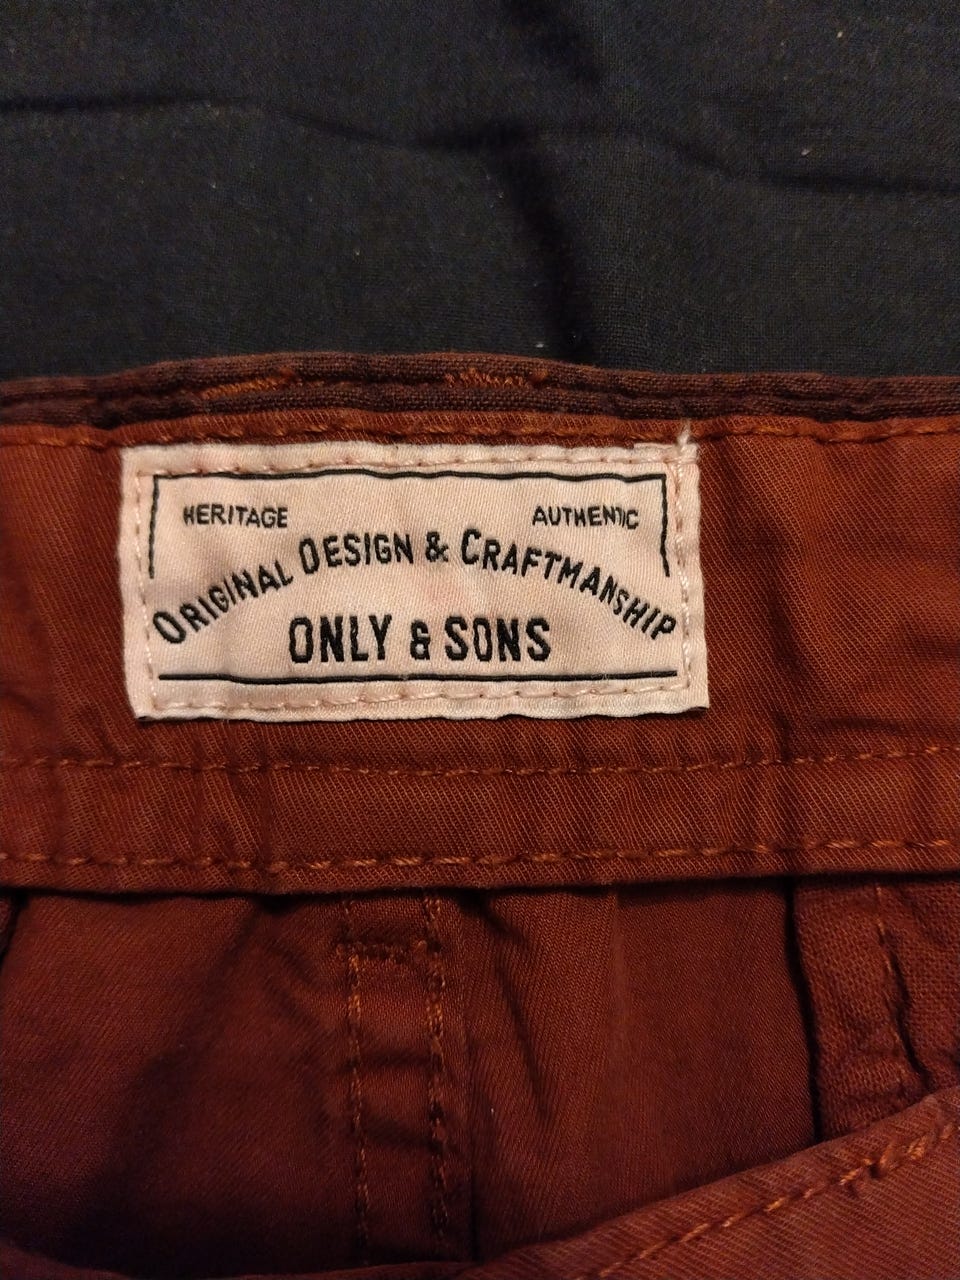 HERITAGE AUTHENTIC
ORIGINAL DESIGN & CRAFTMANSHIP
ONLY & SONS